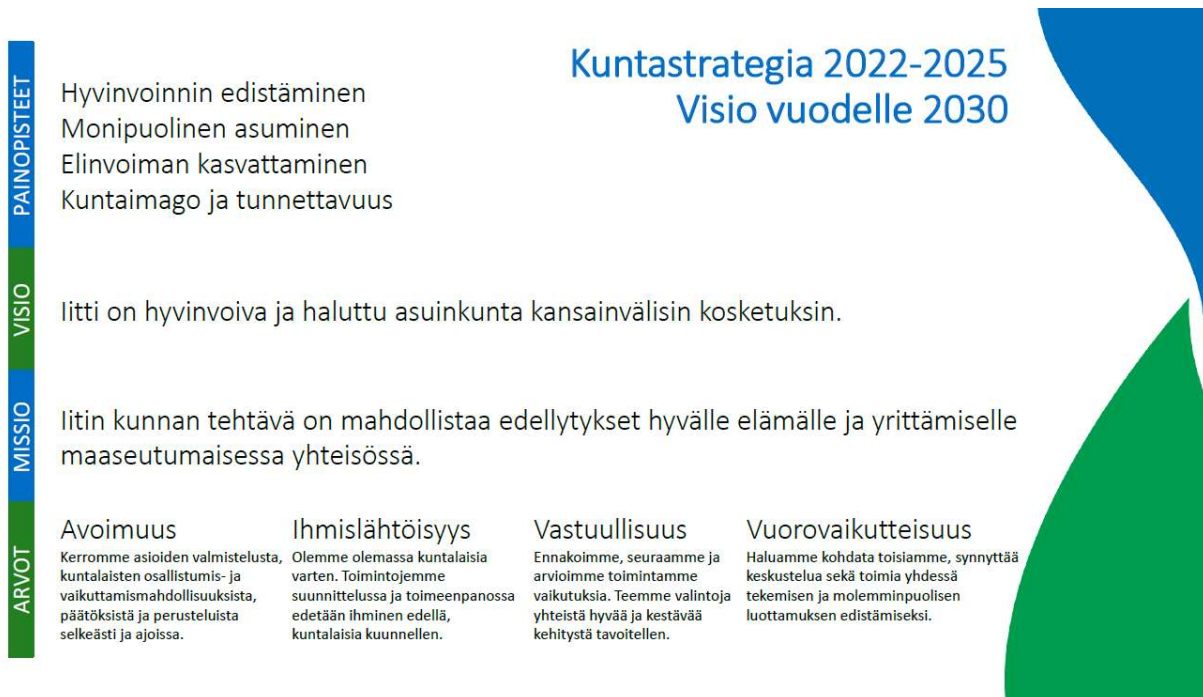 Kuntastrategia 2022-2025
Visio vuodelle 2030
PAINOPISTEET
Hyvinvoinnin edistäminen
Monipuolinen asuminen
Elinvoiman kasvattaminen
Kuntaimago ja tunnettavuus
VISIO
Iitti on hyvinvoiva ja haluttu asuinkunta kansainvälisin kosketuksin.
MISSIO
Iitin kunnan tehtävä on mahdollistaa edellytykset hyvälle elämälle ja yrittämiselle
maaseutumaisessa yhteisössä.
ARVOT
Avoimuus
Kerromme asioiden valmistelusta,
kuntalaisten osallistumis- ja
vaikuttamismahdollisuuksista,
päätöksistä ja perusteluista
selkeästi ja ajoissa.
Ihmislähtöisyys
Olemme olemassa kuntalaisia
varten. Toimintojemme
suunnittelussa ja toimeenpanossa
edetään ihminen edellä,
kuntalaisia kuunnellen.
Vastuullisuus
Ennakoimme, seuraamme ja
arvioimme toimintamme
vaikutuksia. Teemme valintoja
yhteistä hyvää ja kestävää
kehitystä tavoitellen.
Vuorovaikutteisuus
Haluamme kohdata toisiamme, synnyttää
keskustelua sekä toimia yhdessä
tekemisen ja molemminpuolisen
luottamuksen edistämiseksi.